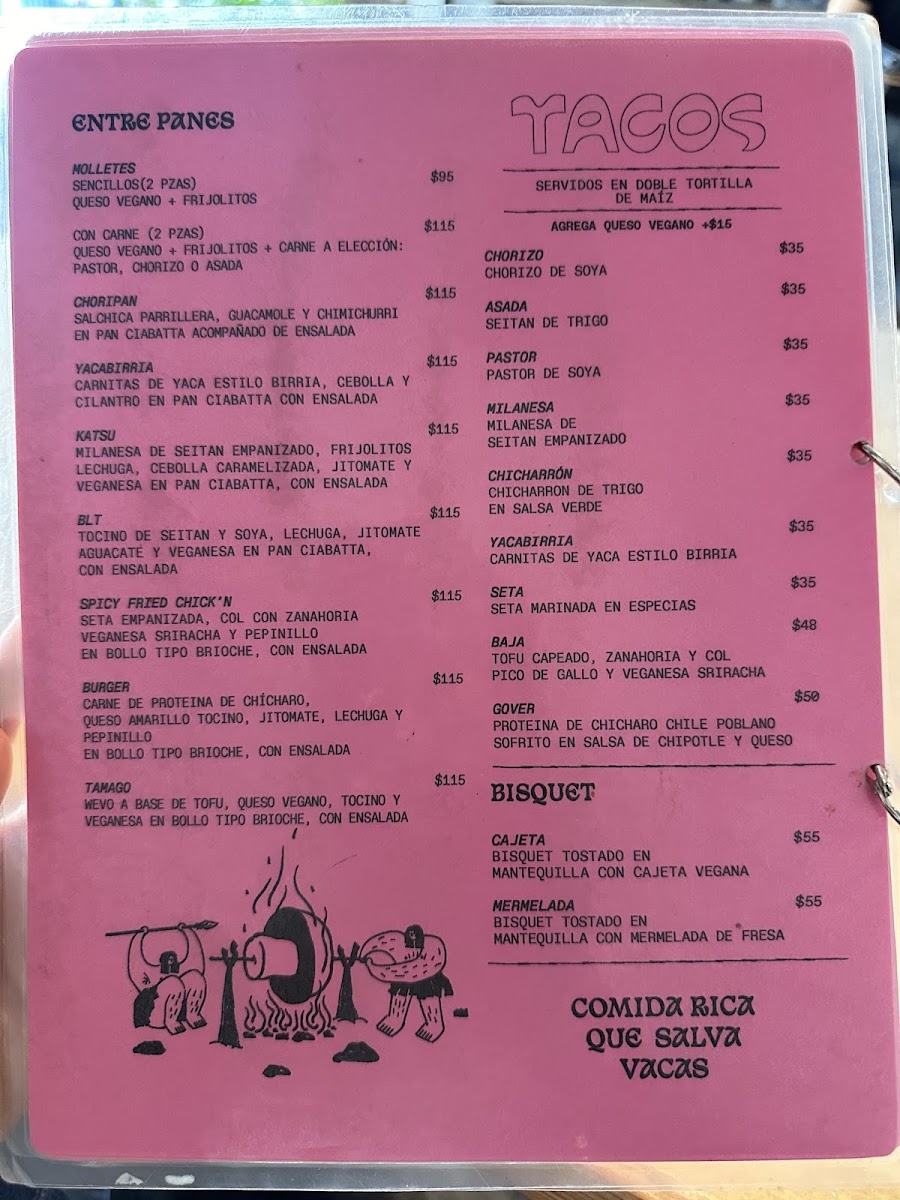 ENTRE PANES
MOLLETES
SENCILLOS(2 PZAS) $95
QUESO VEGANO + FRIJOLITOS
CON CARNE (2 PZAS) $115
QUESO VEGANO + FRIJOLITOS + CARNE A ELECCIÓN:
PASTOR, CHORIZO O ASADA
CHORIPAN $115
SALCHICA PARRILLERA, GUACAMOLE Y CHIMICHURRI
EN PAN CIABATTA ACOMPAÑADO DE ENSALADA
YACABIRRIA $115
CARNITAS DE YACA ESTILO BIRRIA, CEBOLLA Y
CILANTRO EN PAN CIABATTA CON ENSALADA
KATSU $115
MILANESA DE SEITAN EMPANIZADO, FRIJOLITOS
LECHUGA, CEBOLLA CARAMELIZADA, JITOMATE Y
VEGANESA EN PAN CIABATTA, CON ENSALADA
BLT $115
TOCINO DE SEITAN Y SOYA, LECHUGA, JITOMATE
AGUACATE Y VEGANESA EN PAN CIABATTA,
CON ENSALADA
SPICY FRIED CHICK'N $115
SETA EMPANIZADA, COL CON ZANAHORIA
VEGANESA SRIRACHA Y PEPINILLO
EN BOLLO TIPO BRIOCHE, CON ENSALADA
BURGER $115
CARNE DE PROTEINA DE CHÍCHARO,
QUESO AMARILLO TOCINO, JITOMATE, LECHUGA Y
PEPINILLO
EN BOLLO TIPO BRIOCHE, CON ENSALADA
TAMAGO $115
WEVO A BASE DE TOFU, QUESO VEGANO, TOCINO Y
VEGANESA EN BOLLO TIPO BRIOCHE, CON ENSALADA
TACOS
SERVIDOS EN DOBLE TORTILLA
DE MAÍZ
AGREGA QUESO VEGANO +$15
CHORIZO $35
CHORIZO DE SOYA
ASADA $35
SEITAN DE TRIGO
PASTOR $35
PASTOR DE SOYA
MILANESA $35
MILANESA DE
SEITAN EMPANIZADO
CHICHARRÓN $35
CHICHARRON DE TRIGO
EN SALSA VERDE
YACABIRRIA $35
CARNITAS DE YACA ESTILO BIRRIA
SETA $35
SETA MARINADA EN ESPECIAS
BAJA $48
TOFU CAPEADO, ZANAHORIA Y COL
PICO DE GALLO Y VEGANESA SRIRACHA
GOVER $50
PROTEINA DE CHICHARO CHILE POBLANO
SOFRITO EN SALSA DE CHIPOTLE Y QUESO
BISQUET
CAJETA $55
BISQUET TOSTADO EN
MANTEQUILLA CON CAJETA VEGANA
MERMELADA $55
BISQUET TOSTADO EN
MANTEQUILLA CON MERMELADA DE FRESA
COMIDA RICA
QUE SALVA
VACAS